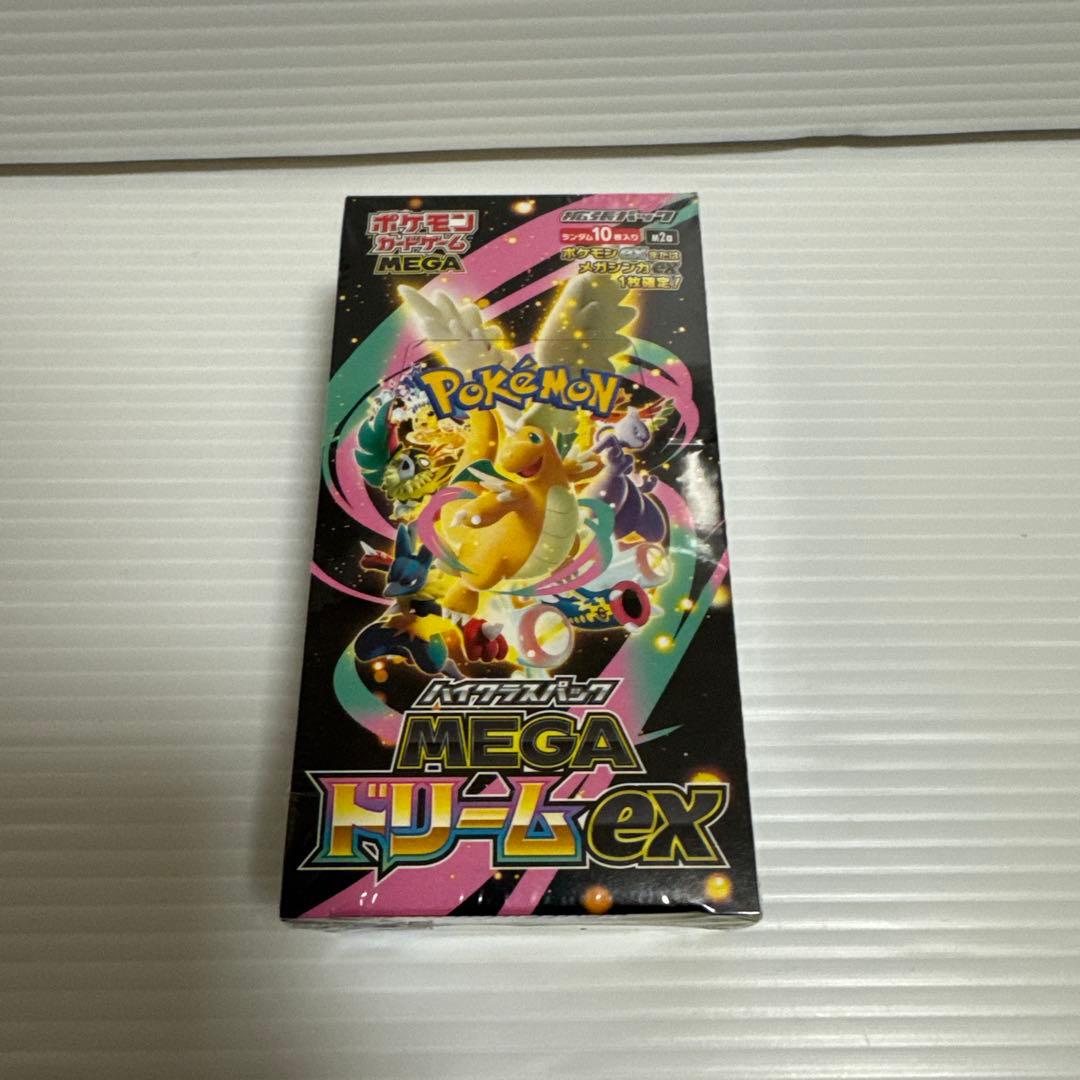 ポケモン
カードゲーム
MEGA
拡張パック
ランダム10枚入り M2a
ポケモンexまたは
メガシンカex
1枚確定!
POKéMON
ハイクラスパック
MEGA
ドリームex